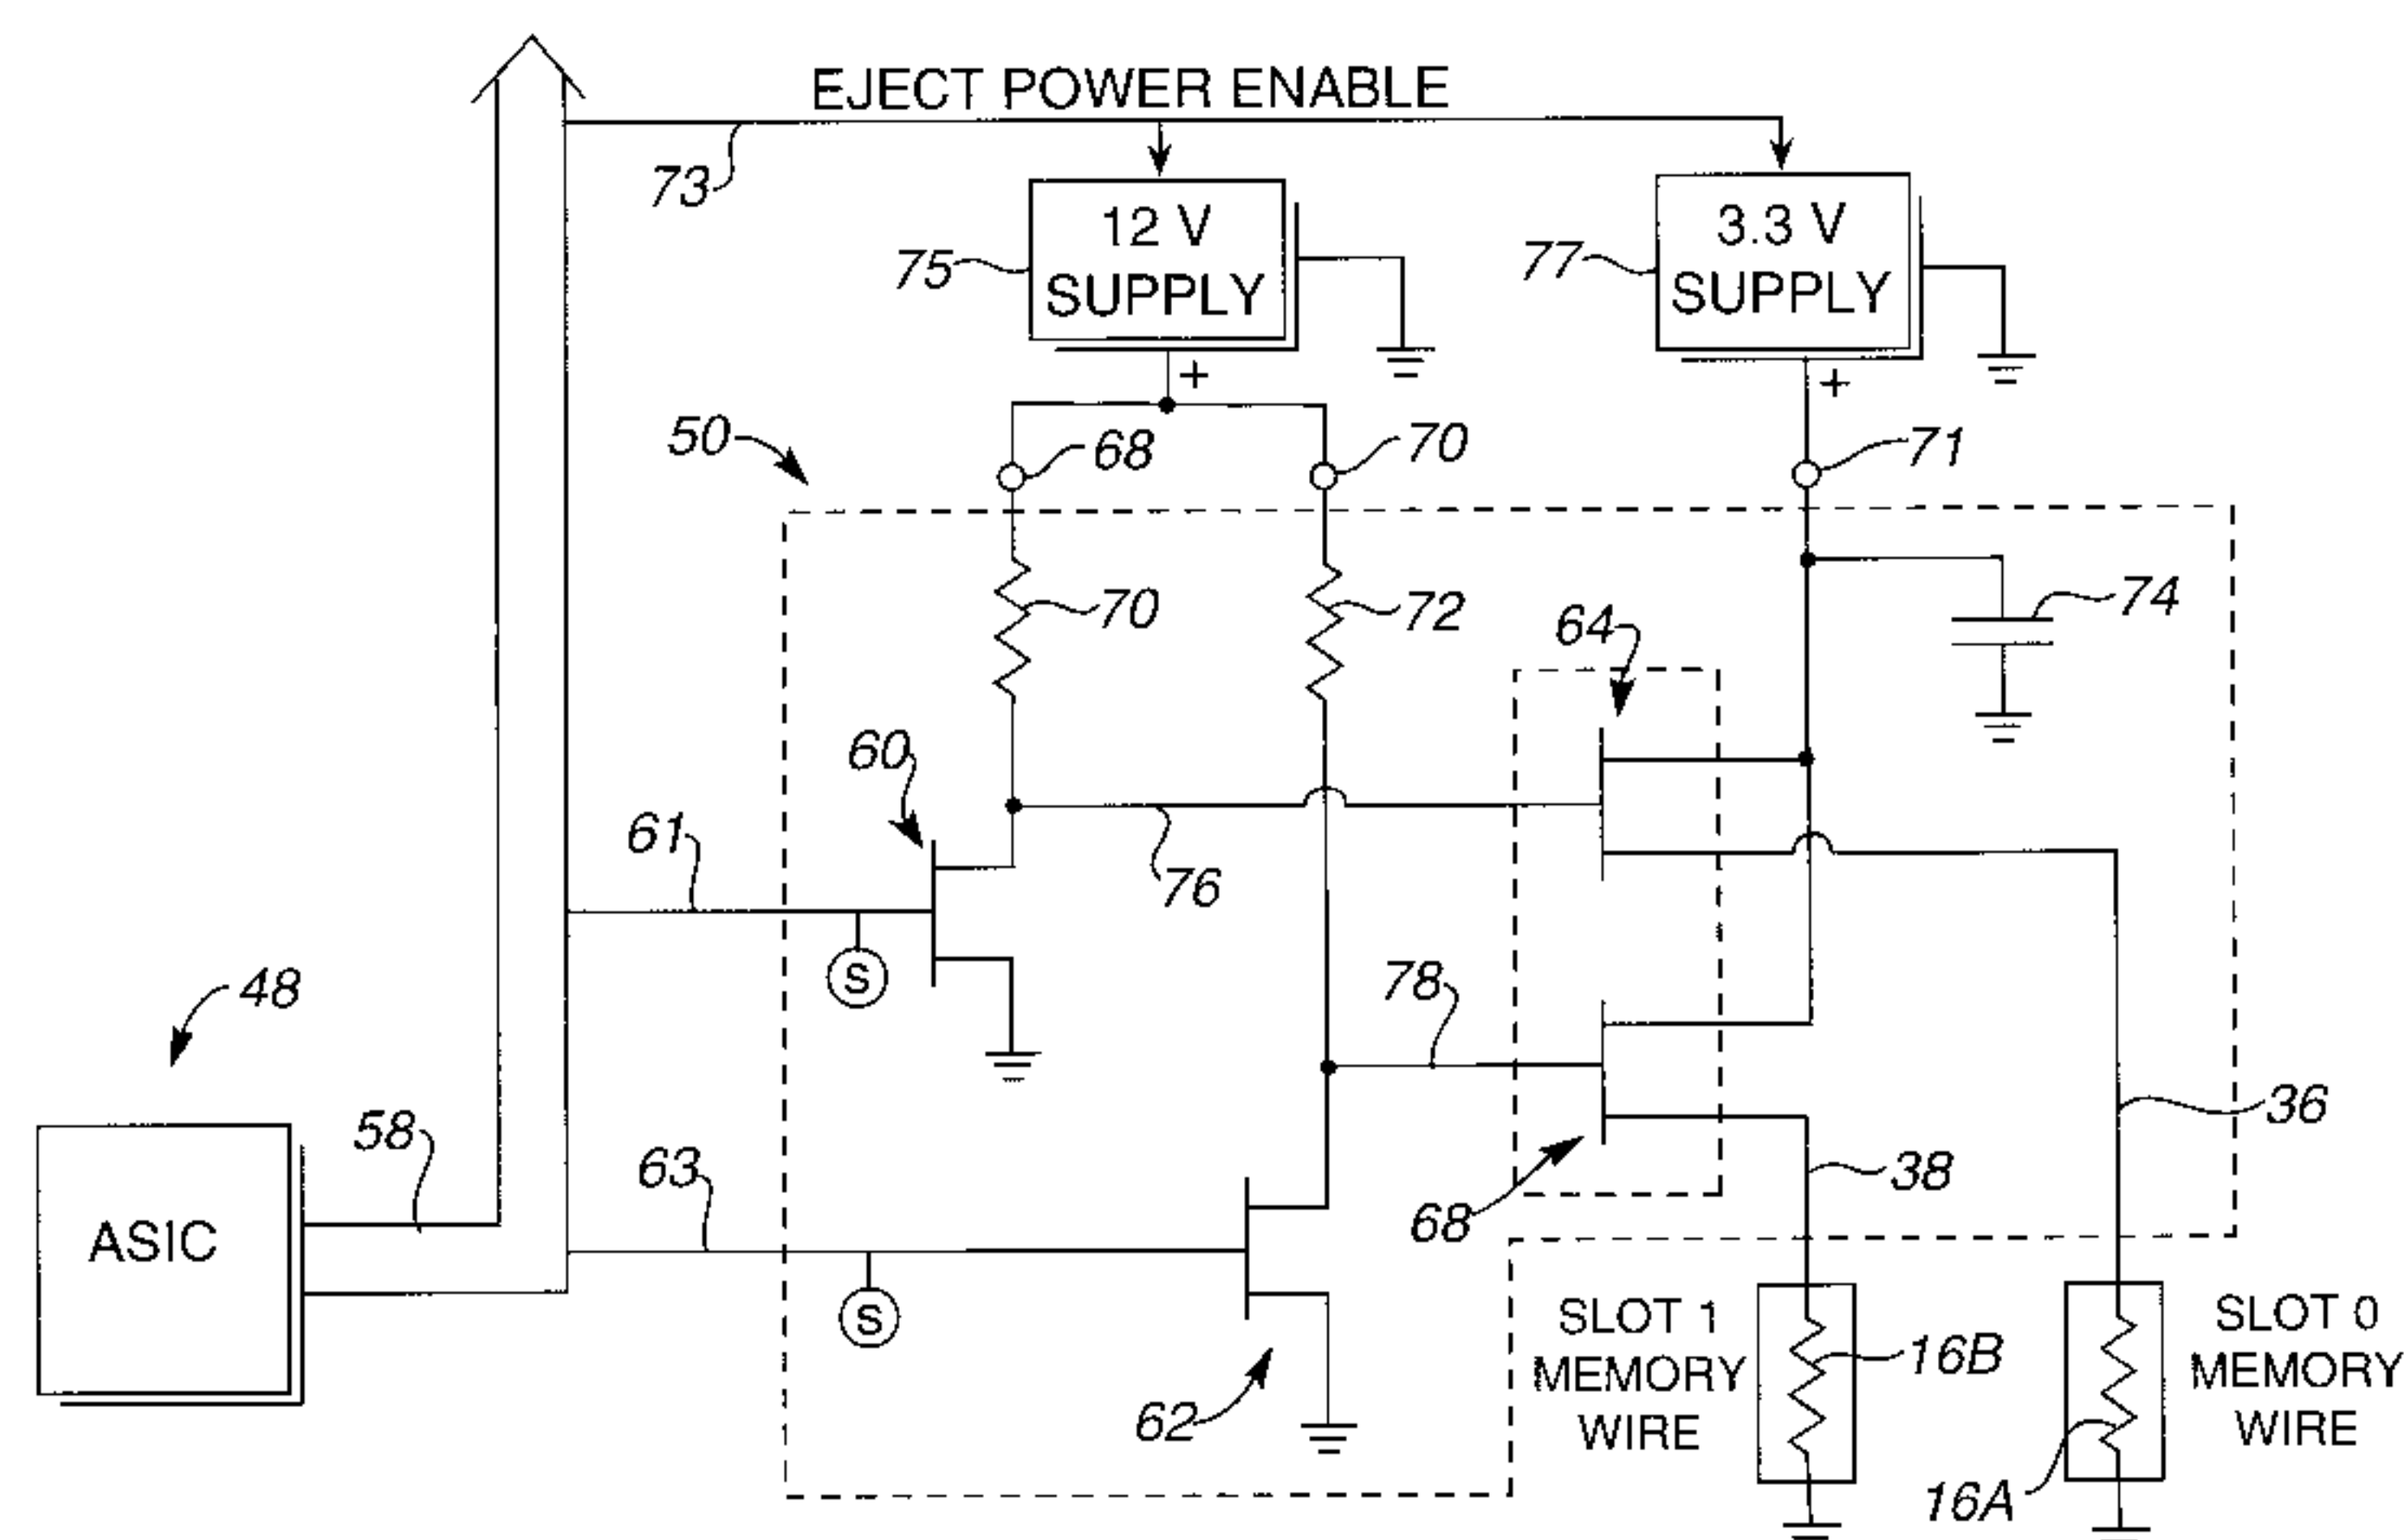 EJECT POWER ENABLE
73
12 V
SUPPLY
75
3.3 V
SUPPLY
77
+
+
50
68
70
71
70
72
74
64
60
61
76
S
78
48
36
58
63
38
68
ASIC
S
62
SLOT 1
MEMORY
WIRE
16B
SLOT 0
MEMORY
WIRE
16A